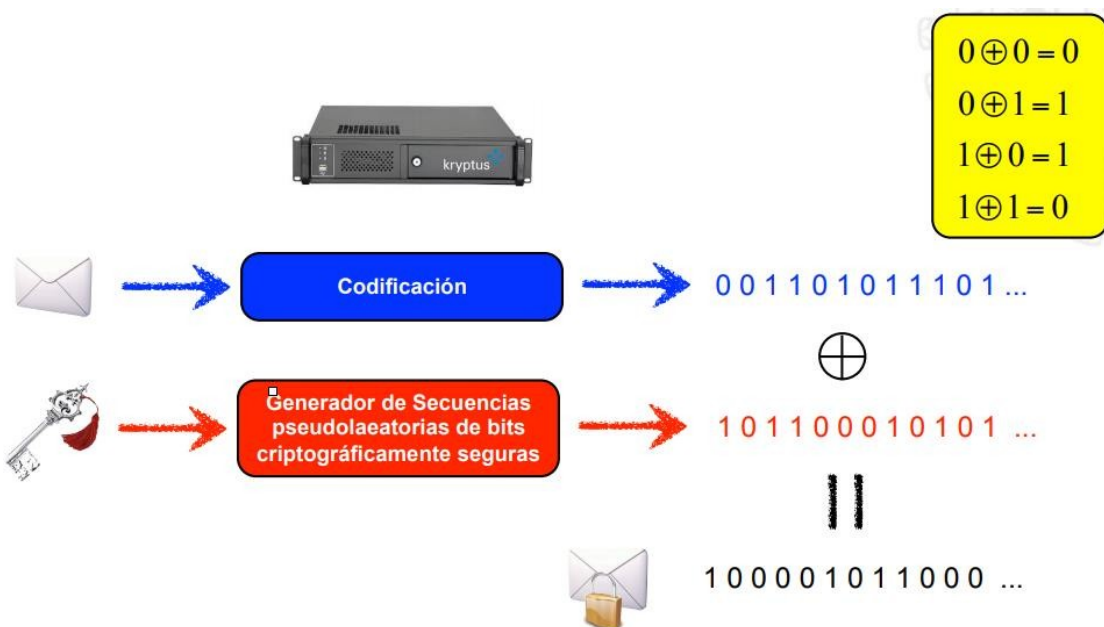 0 ⊕ 0 = 0
0 ⊕ 1 = 1
1 ⊕ 0 = 1
1 ⊕ 1 = 0
kryptus
Codificación
0 0 1 1 0 1 0 1 1 1 0 1 ...
⊕
Generador de Secuencias
pseudolaeatorias de bits
criptográficamente seguras
1 0 1 1 0 0 0 1 0 1 0 1 ...
1 0 0 0 0 1 0 1 1 0 0 0 ...